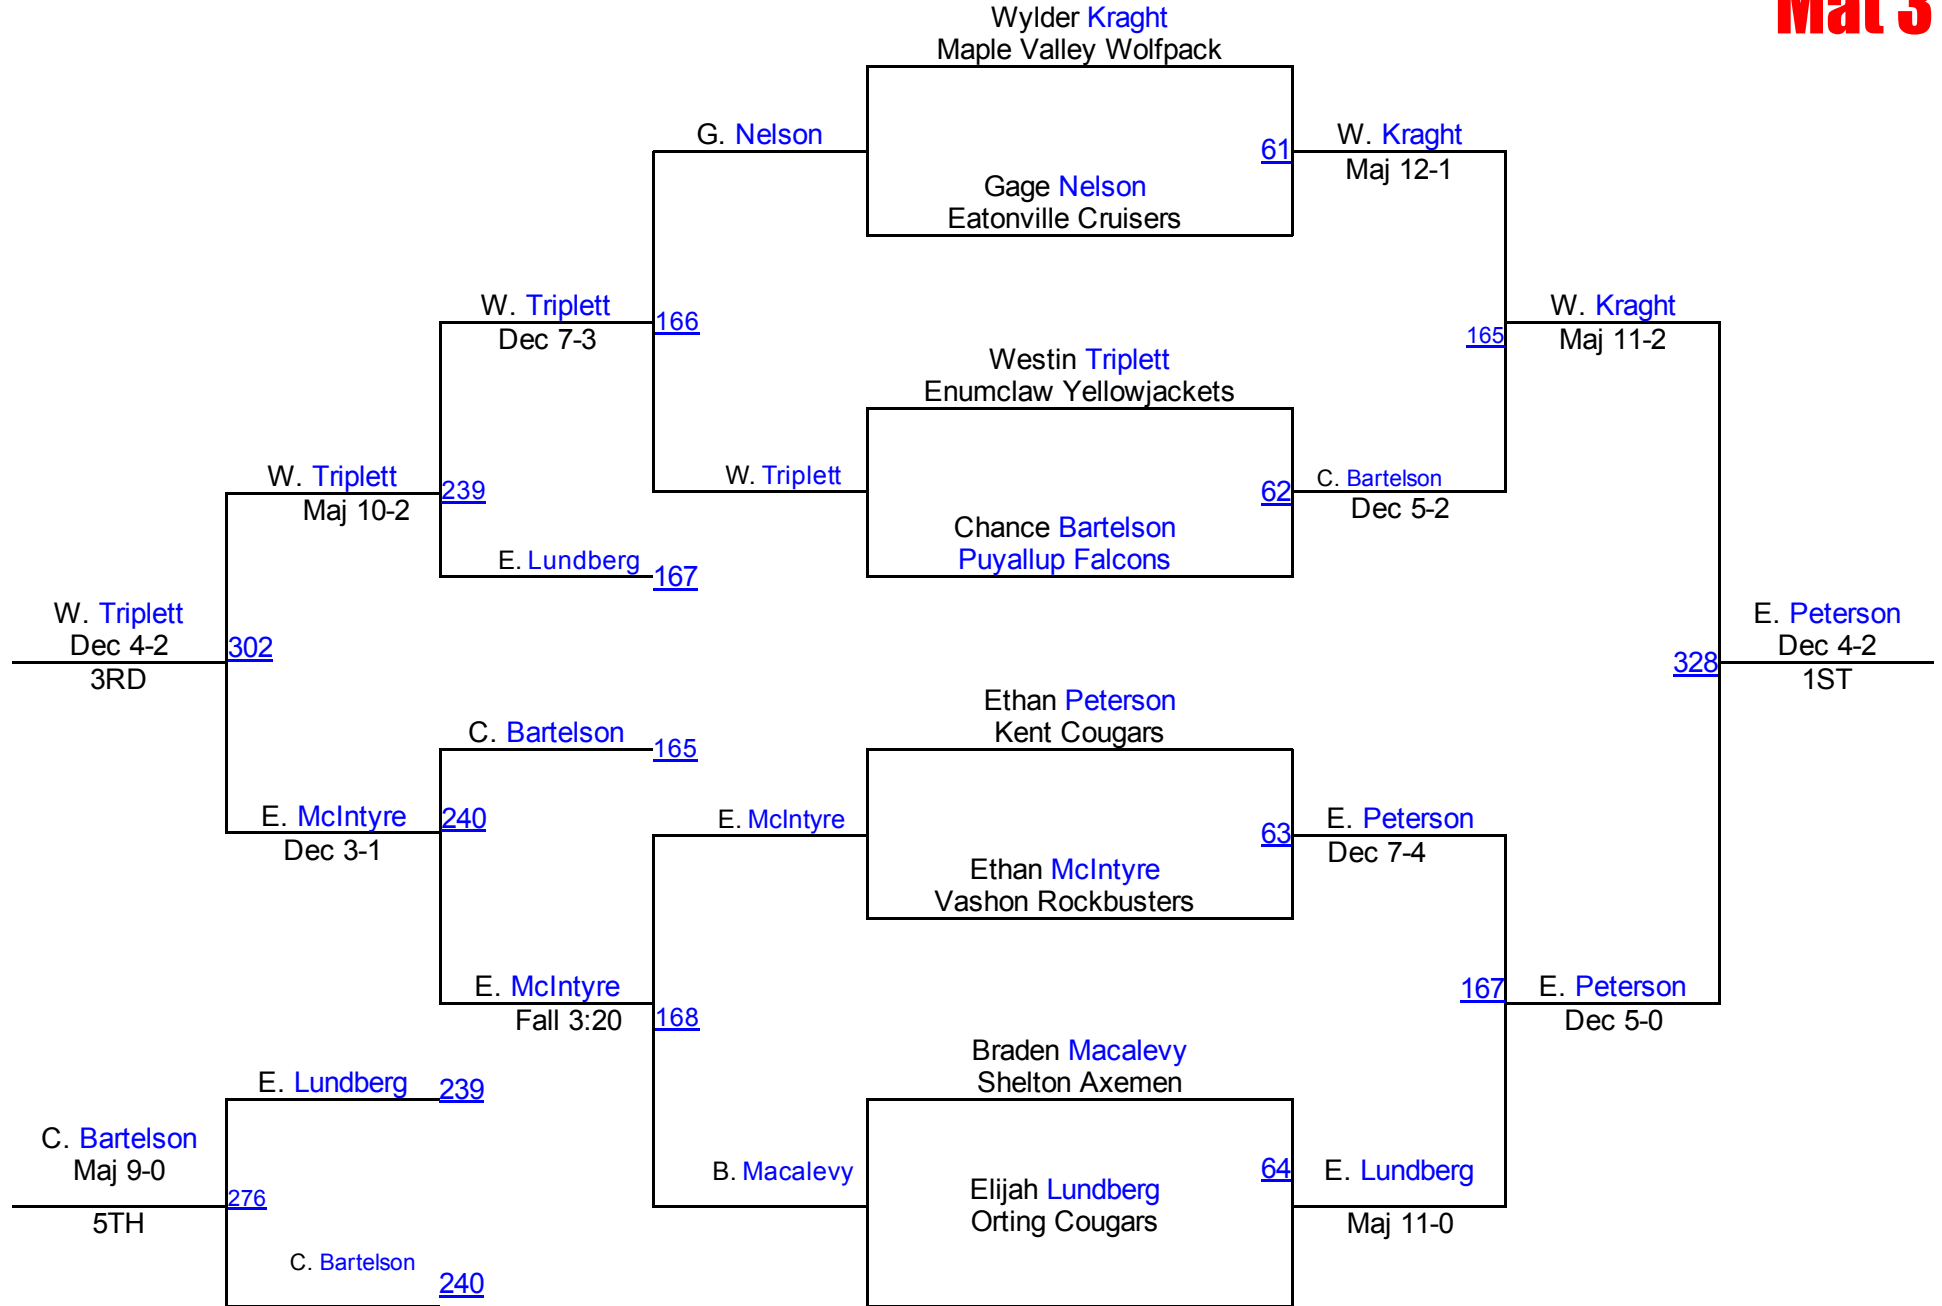 Mat 3
Wylder Kraght
Maple Valley Wolfpack
G. Nelson
61
W. Kraght
Maj 12-1
Gage Nelson
Eatonville Cruisers
W. Triplett
Dec 7-3
166
165
W. Kraght
Maj 11-2
Westin Triplett
Enumclaw Yellowjackets
W. Triplett
Maj 10-2
239
W. Triplett
62
C. Bartelson
Dec 5-2
Chance Bartelson
Puyallup Falcons
E. Lundberg
167
W. Triplett
Dec 4-2
3RD
302
328
E. Peterson
Dec 4-2
1ST
Ethan Peterson
Kent Cougars
C. Bartelson
165
E. McIntyre
Dec 3-1
240
E. McIntyre
63
E. Peterson
Dec 7-4
Ethan McIntyre
Vashon Rockbusters
E. McIntyre
Fall 3:20
168
167
E. Peterson
Dec 5-0
Braden Macalevy
Shelton Axemen
E. Lundberg
239
C. Bartelson
Maj 9-0
5TH
276
B. Macalevy
64
E. Lundberg
Maj 11-0
Elijah Lundberg
Orting Cougars
C. Bartelson
240